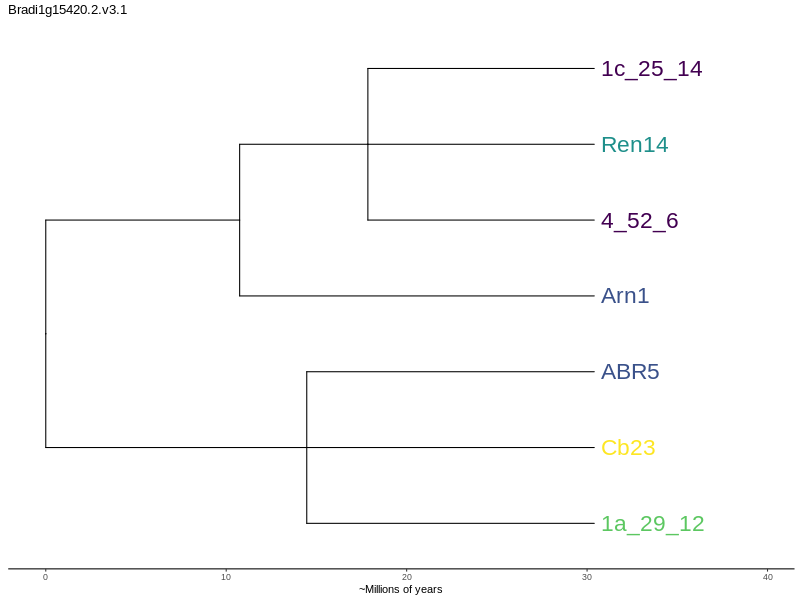 Bradi1g15420.2.v3.1
1c_25_14
Ren14
4_52_6
Arn1
ABR5
Cb23
1a_29_12
0 10 20 30 40
~Millions of years